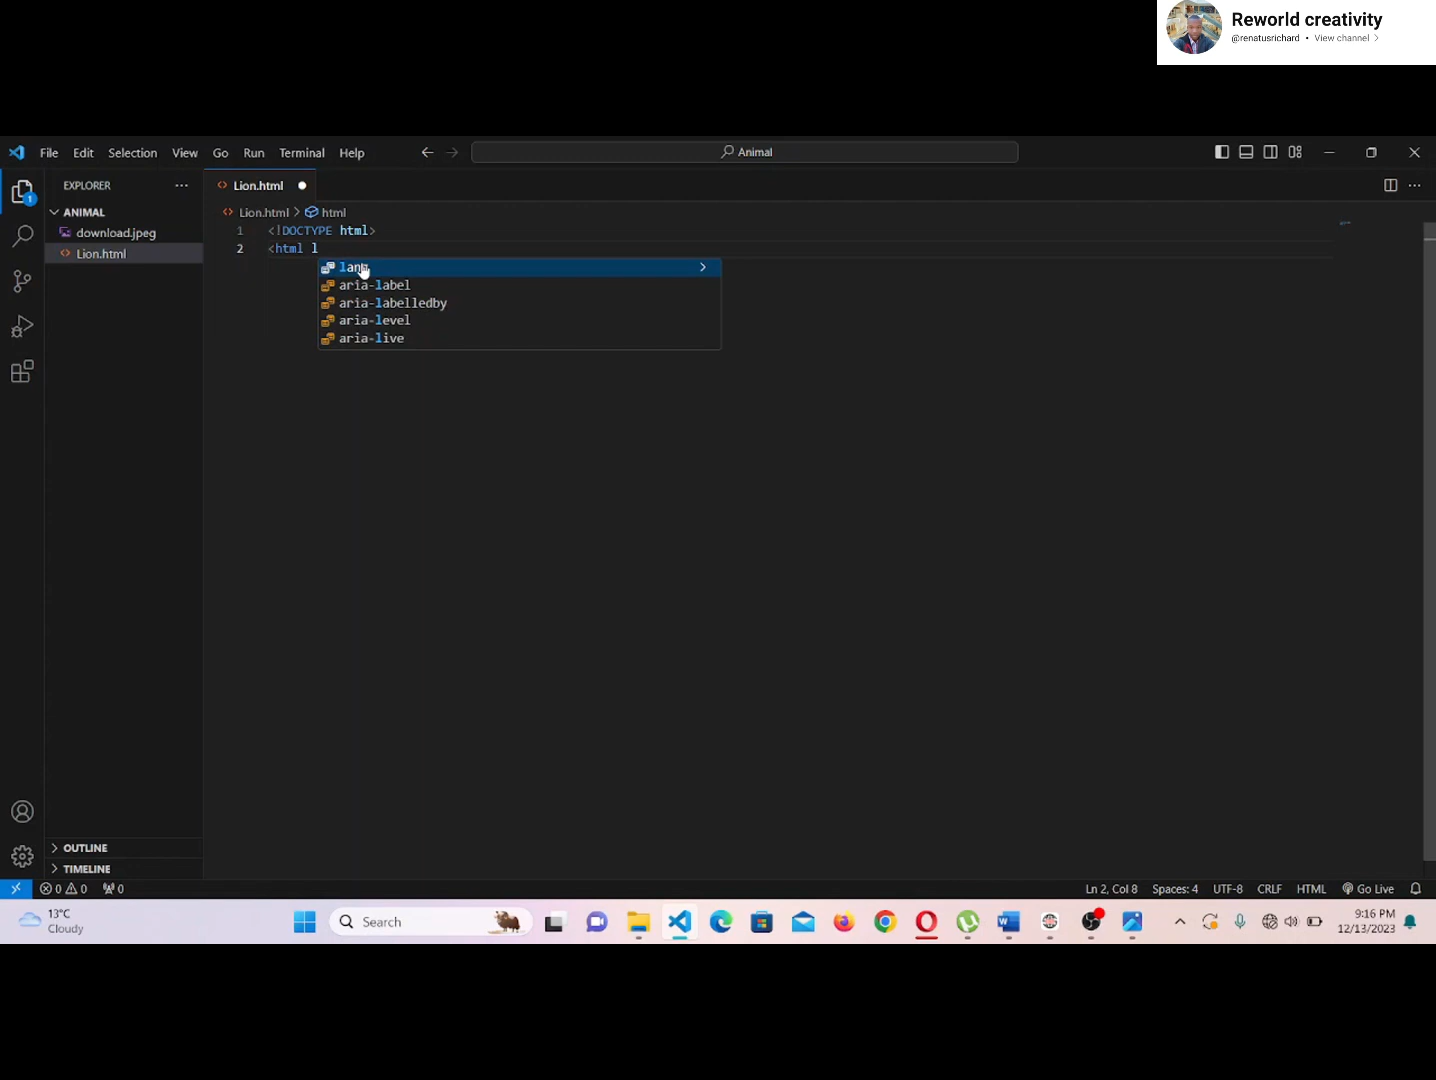 Reworld creativity
@renatusrichard • View channel >
File Edit Selection View Go Run Terminal Help
Animal
EXPLORER
Lion.html
ANIMAL
Lion.html > html
download.jpeg
1 <!DOCTYPE html>
Lion.html
2 <html l
lang
aria-label
aria-labelledby
aria-level
aria-live
OUTLINE
TIMELINE
0 0 0
Ln 2, Col 8 Spaces: 4 UTF-8 CRLF HTML Go Live
13°C
Cloudy
Search
9:16 PM
12/13/2023